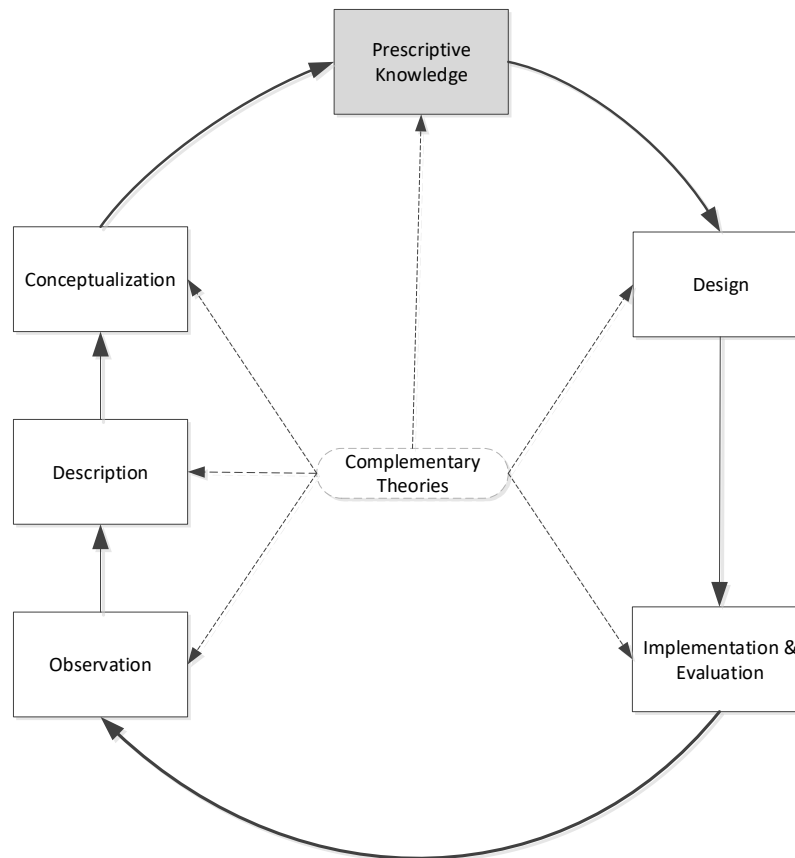 Prescriptive
Knowledge
Conceptualization
Design
Description
Complementary
Theories
Observation
Implementation &
Evaluation